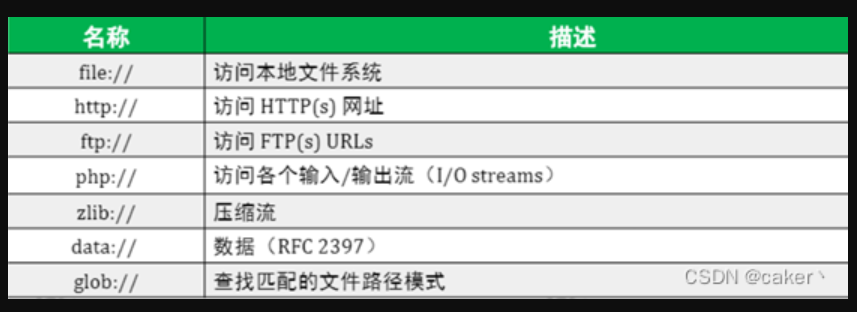 名称 描述
file:// 访问本地文件系统
http:// 访问 HTTP(s) 网址
ftp:// 访问 FTP(s) URLs
php:// 访问各个输入/输出流（I/O streams）
zlib:// 压缩流
data:// 数据（RFC 2397）
glob:// 查找匹配的文件路径模式
CSDN @caker丶